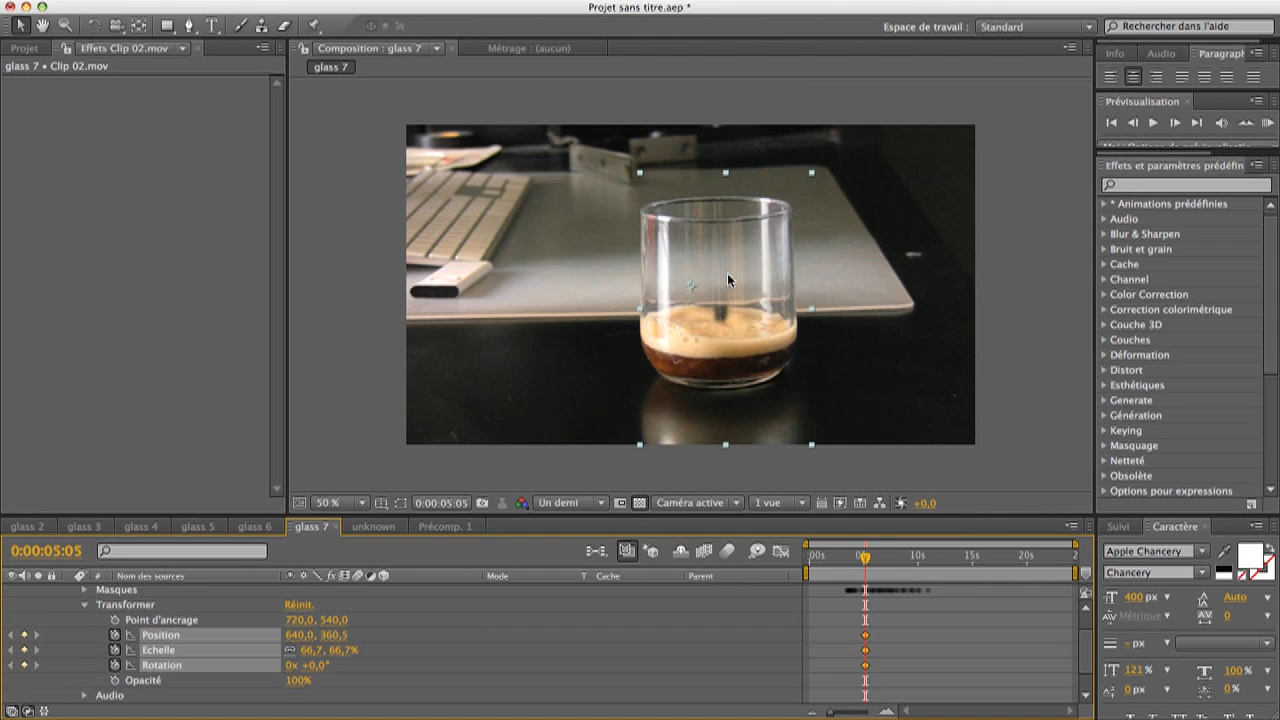 Projet sans titre.aep *
Espace de travail : Standard
Rechercher dans l'aide
Projet Effets Clip 02.mov
Composition : glass 7 Métrage : (aucun)
Info Audio Paragraph
glass 7 • Clip 02.mov
glass 7
Prévisualisation
Effets et paramètres prédéfin
* Animations prédéfinies
Audio
Blur & Sharpen
Bruit et grain
Cache
Channel
Color Correction
Correction colorimétrique
Couche 3D
Couches
Déformation
Distort
Esthétiques
Generate
Génération
Keying
Masquage
Netteté
Obsolète
Options pour expressions
50 % 0:00:05:05 Un demi Caméra active 1 vue +0,0
glass 2 glass 3 glass 4 glass 5 glass 6 glass 7 unknown Précomp. 1
Suivi Caractère
0:00:05:05
:00s 10s 15s 20s 2
Apple Chancery
Chancery
# Nom des sources Mode T Cache Parent
Masques
Transformer Réinit.
Point d'ancrage 720,0, 540,0
Position 640,0, 360,5
Echelle 66,7, 66,7%
Rotation 0x +0,0°
Opacité 100%
Audio
400 px Auto
Métrique 0
- px
121 % 100 %
0 px 0 %